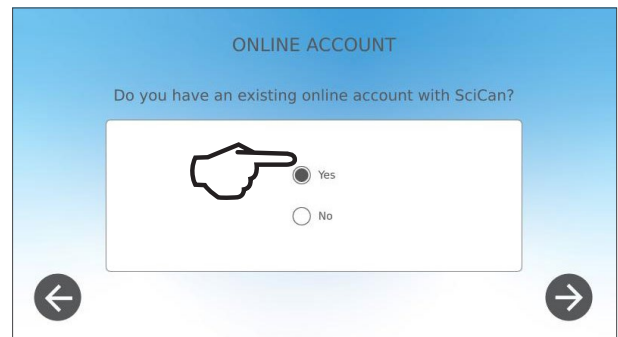 ONLINE ACCOUNT
Do you have an existing online account with SciCan?
Yes
No